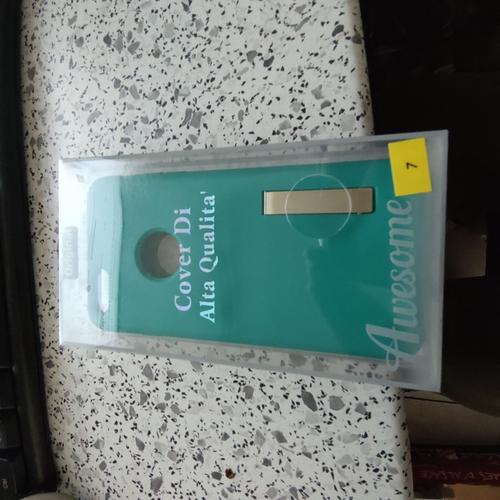 Cover Di
Alta Qualita'
Awesome
7